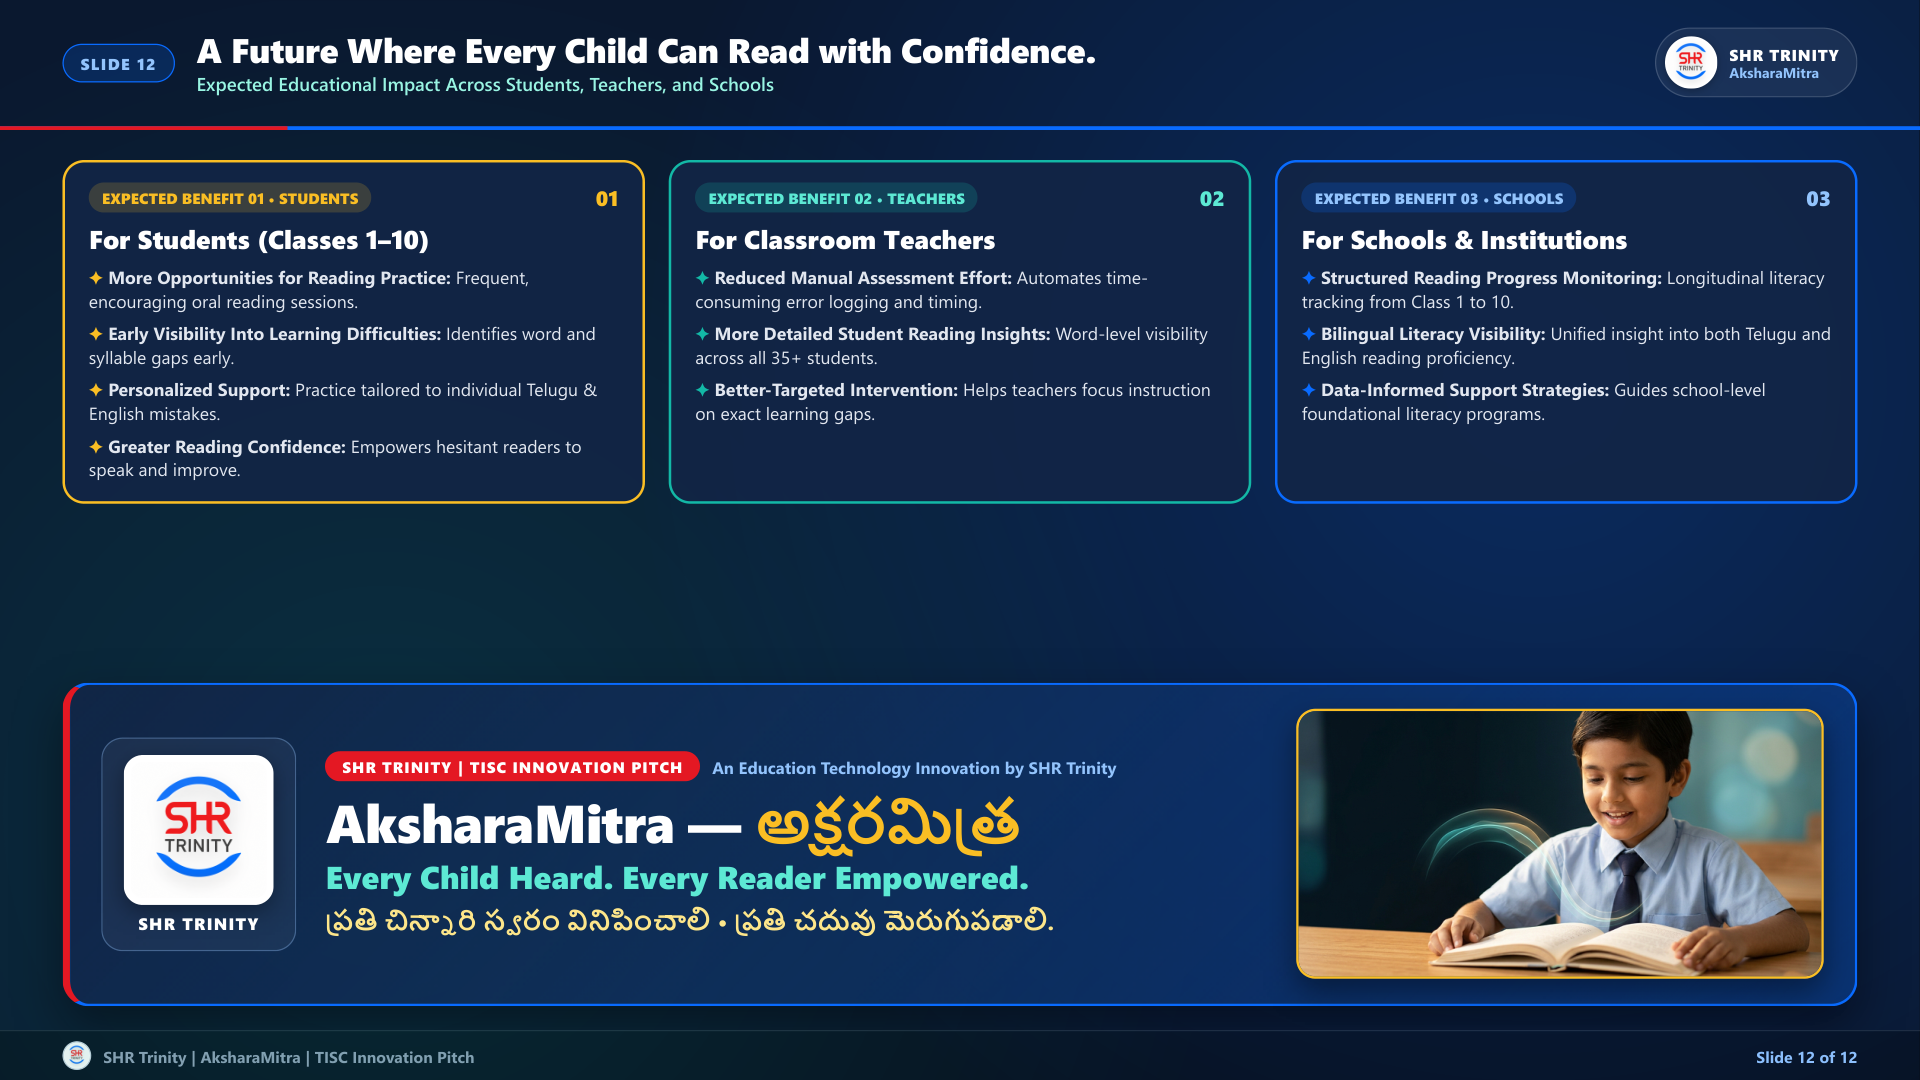 SLIDE 12
A Future Where Every Child Can Read with Confidence.
Expected Educational Impact Across Students, Teachers, and Schools
SHR TRINITY
SHR TRINITY
AksharaMitra
EXPECTED BENEFIT 01 • STUDENTS
01
For Students (Classes 1–10)
✦ More Opportunities for Reading Practice: Frequent,
encouraging oral reading sessions.
✦ Early Visibility Into Learning Difficulties: Identifies word and
syllable gaps early.
✦ Personalized Support: Practice tailored to individual Telugu &
English mistakes.
✦ Greater Reading Confidence: Empowers hesitant readers to
speak and improve.
EXPECTED BENEFIT 02 • TEACHERS
02
For Classroom Teachers
✦ Reduced Manual Assessment Effort: Automates time-
consuming error logging and timing.
✦ More Detailed Student Reading Insights: Word-level visibility
across all 35+ students.
✦ Better-Targeted Intervention: Helps teachers focus instruction
on exact learning gaps.
EXPECTED BENEFIT 03 • SCHOOLS
03
For Schools & Institutions
✦ Structured Reading Progress Monitoring: Longitudinal literacy
tracking from Class 1 to 10.
✦ Bilingual Literacy Visibility: Unified insight into both Telugu and
English reading proficiency.
✦ Data-Informed Support Strategies: Guides school-level
foundational literacy programs.
SHR
TRINITY
SHR TRINITY
SHR TRINITY | TISC INNOVATION PITCH
An Education Technology Innovation by SHR Trinity
AksharaMitra — అక్షరమిత్ర
Every Child Heard. Every Reader Empowered.
ప్రతి చిన్నారి స్వరం వినిపించాలి • ప్రతి చదువు మెరుగుపడాలి.
SHR Trinity | AksharaMitra | TISC Innovation Pitch
Slide 12 of 12